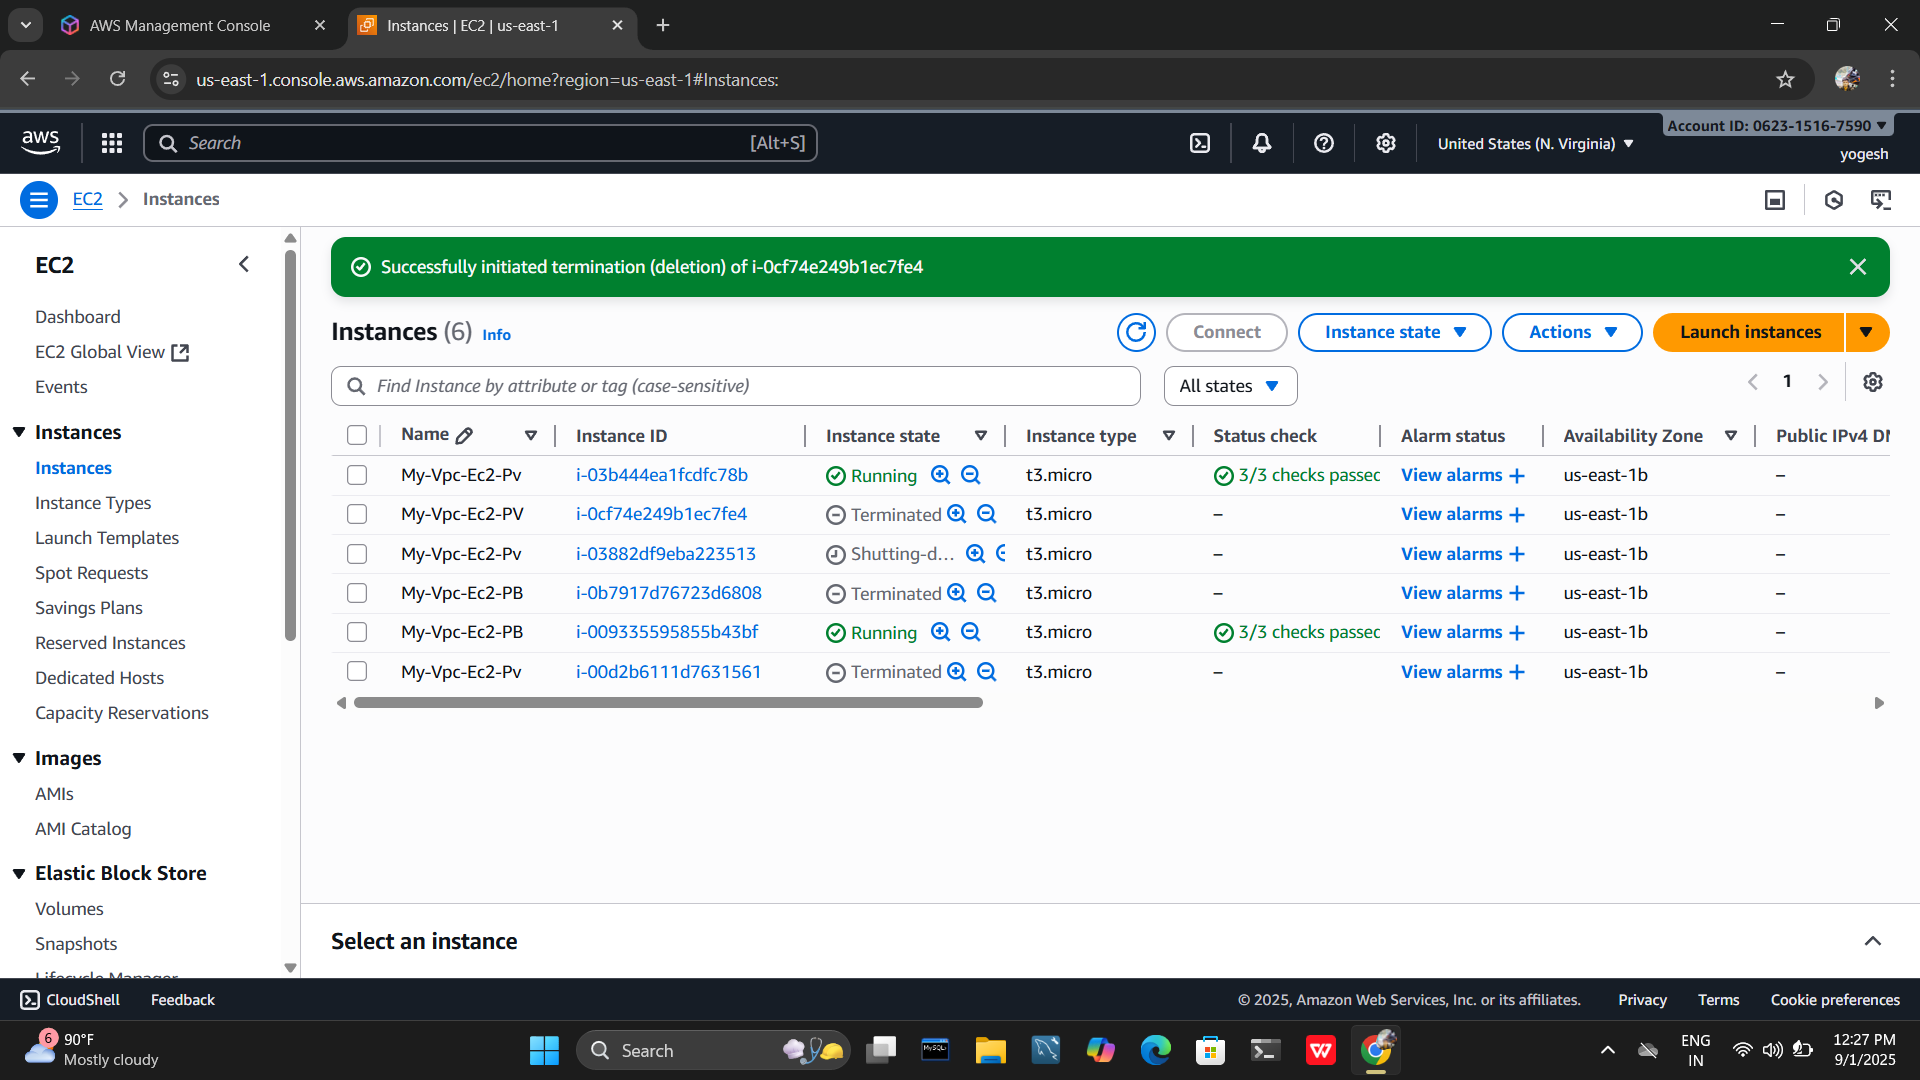 AWS Management Console
Instances | EC2 | us-east-1
us-east-1.console.aws.amazon.com/ec2/home?region=us-east-1#Instances:
aws
Search [Alt+S]
United States (N. Virginia)
Account ID: 0623-1516-7590
yogesh
EC2 Instances
EC2
Dashboard
EC2 Global View
Events
Instances
Instances
Instance Types
Launch Templates
Spot Requests
Savings Plans
Reserved Instances
Dedicated Hosts
Capacity Reservations
Images
AMIs
AMI Catalog
Elastic Block Store
Volumes
Snapshots
Lifecycle Manager
Successfully initiated termination (deletion) of i-0cf74e249b1ec7fe4
Instances (6) Info
Connect Instance state Actions Launch instances
Find Instance by attribute or tag (case-sensitive) All states 1
Name Instance ID Instance state Instance type Status check Alarm status Availability Zone Public IPv4 DN
My-Vpc-Ec2-Pv i-03b444ea1fcdfc78b Running t3.micro 3/3 checks passed View alarms + us-east-1b –
My-Vpc-Ec2-PV i-0cf74e249b1ec7fe4 Terminated t3.micro – View alarms + us-east-1b –
My-Vpc-Ec2-Pv i-03882df9eba223513 Shutting-d... t3.micro – View alarms + us-east-1b –
My-Vpc-Ec2-PB i-0b7917d76723d6808 Terminated t3.micro – View alarms + us-east-1b –
My-Vpc-Ec2-PB i-009335595855b43bf Running t3.micro 3/3 checks passed View alarms + us-east-1b –
My-Vpc-Ec2-Pv i-00d2b6111d7631561 Terminated t3.micro – View alarms + us-east-1b –
Select an instance
CloudShell Feedback © 2025, Amazon Web Services, Inc. or its affiliates. Privacy Terms Cookie preferences
6
90°F
Mostly cloudy
Search
MySQL
W
ENG
IN
12:27 PM
9/1/2025